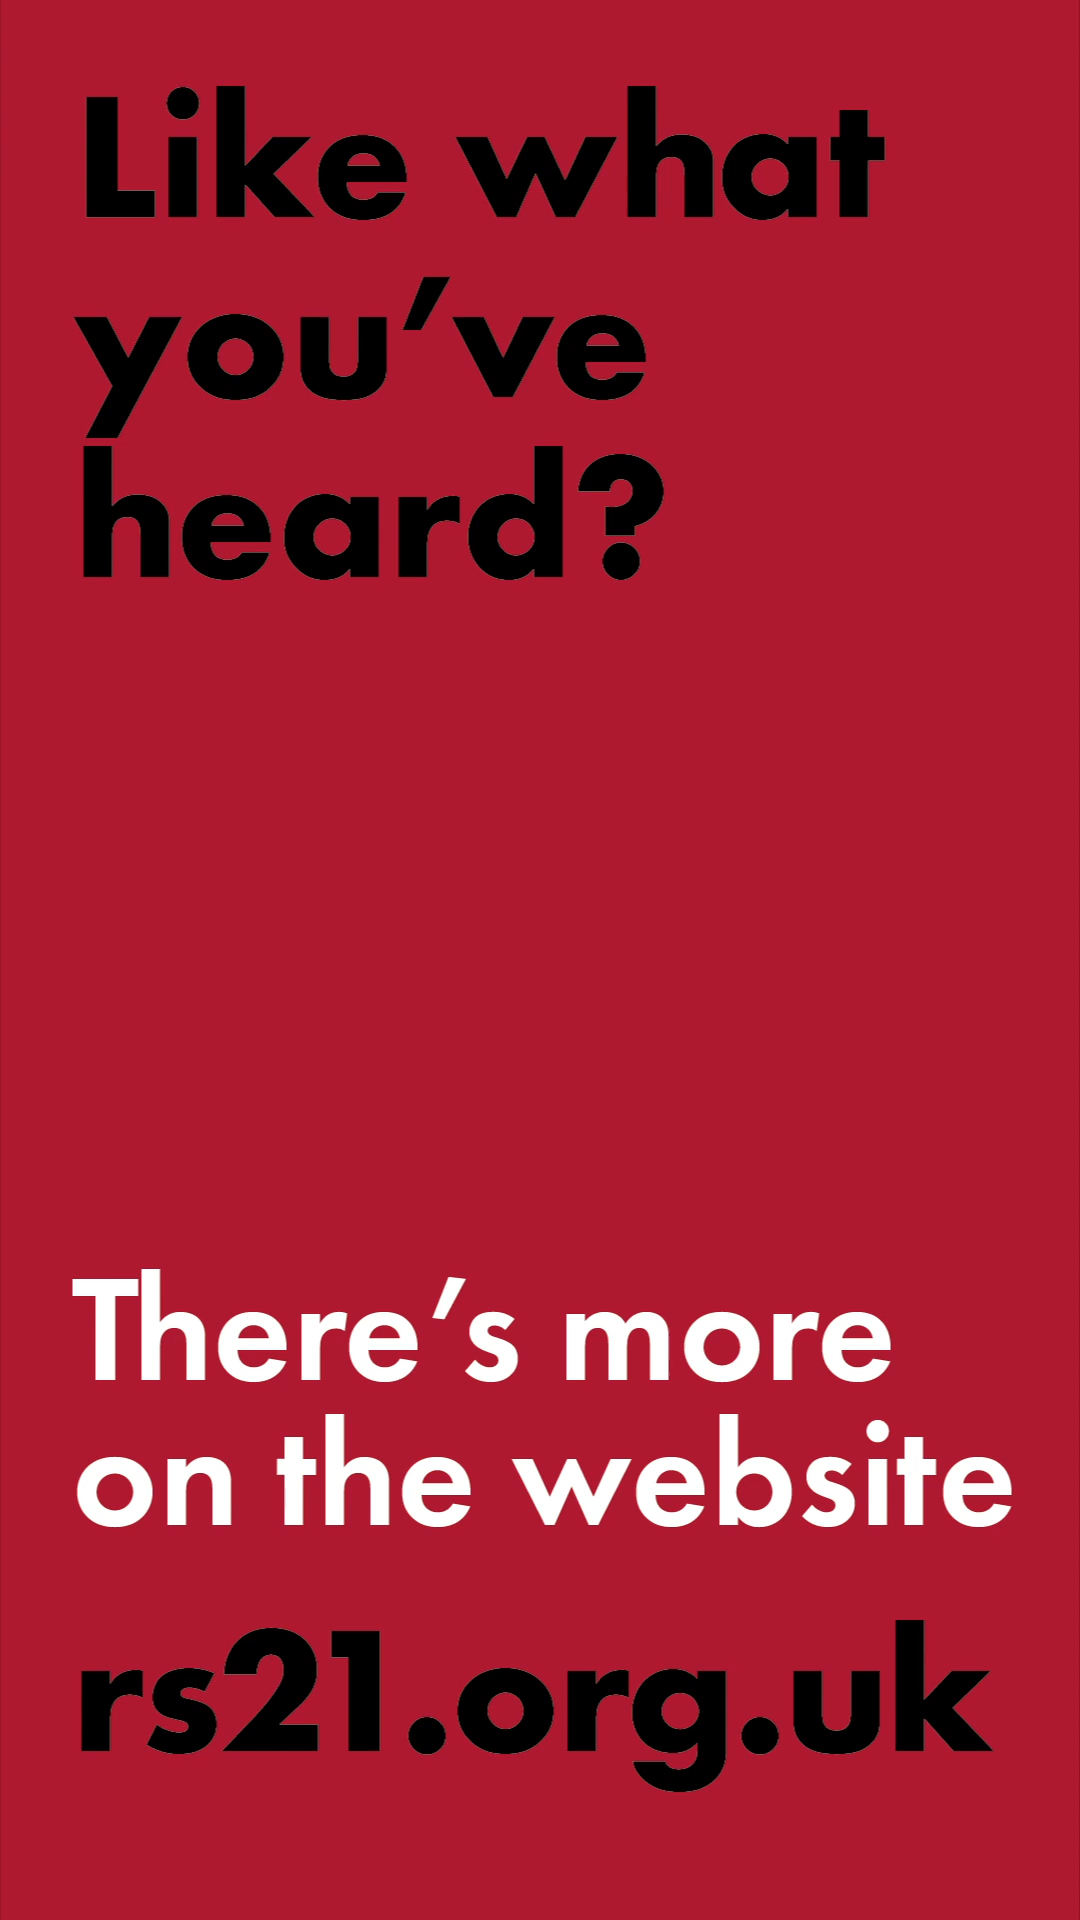 Like what
you’ve
heard?
There’s more
on the website
rs21.org.uk